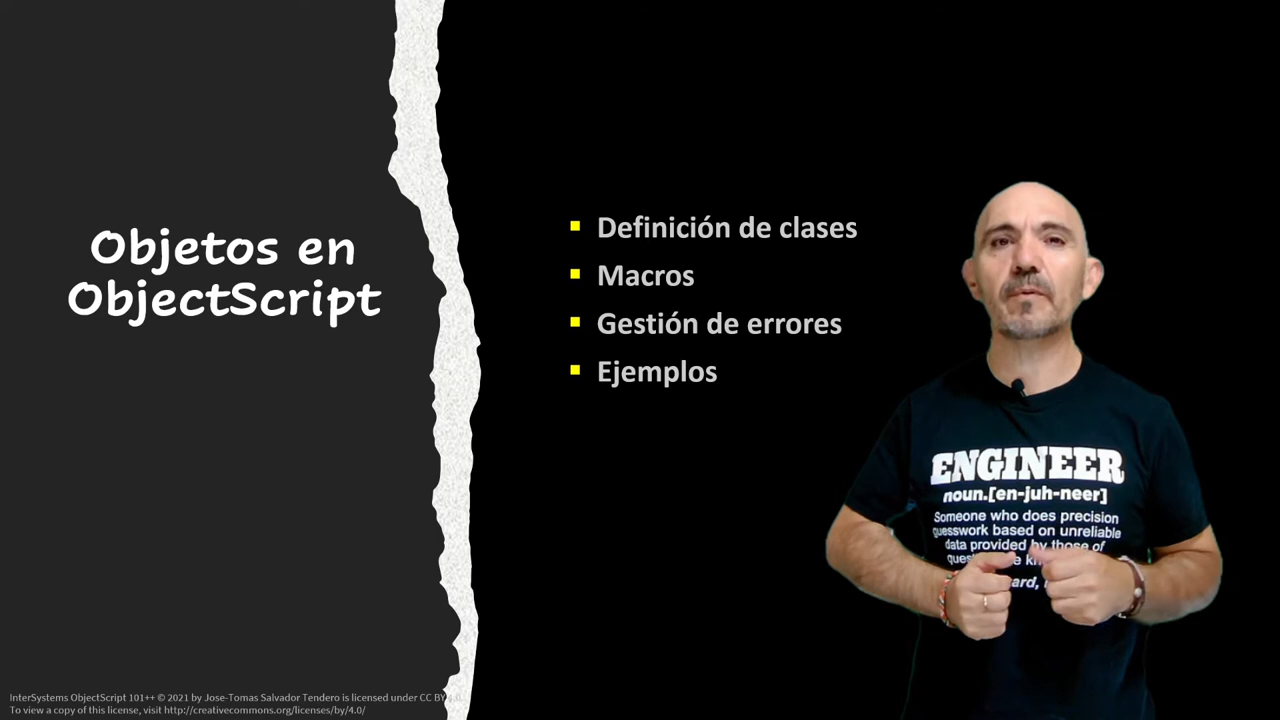 Objetos en
ObjectScript
Definición de clases
Macros
Gestión de errores
Ejemplos
ENGINEER
noun.[en-juh-neer]
Someone who does precision
guesswork based on unreliable
data provided by those of
InterSystems ObjectScript 101++ © 2021 by Jose-Tomas Salvador Tendero is licensed under CC BY 4.0.
To view a copy of this license, visit http://creativecommons.org/licenses/by/4.0/